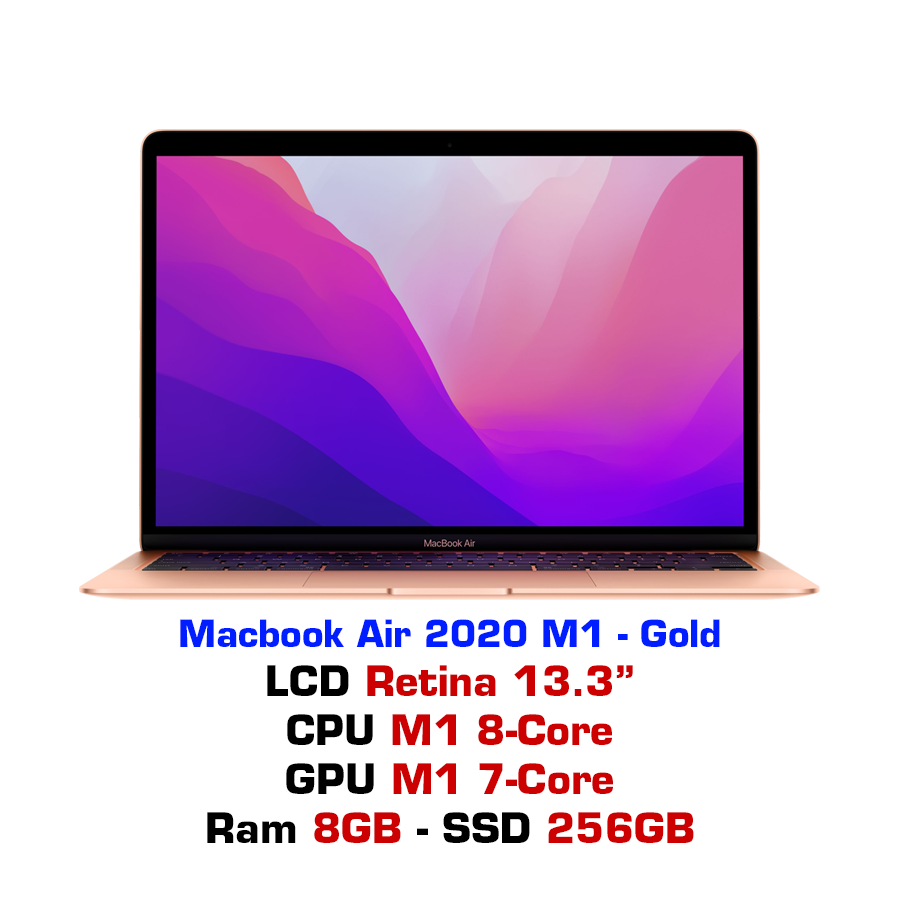 MacBook Air
Macbook Air 2020 M1 - Gold
LCD Retina 13.3”
CPU M1 8-Core
GPU M1 7-Core
Ram 8GB - SSD 256GB